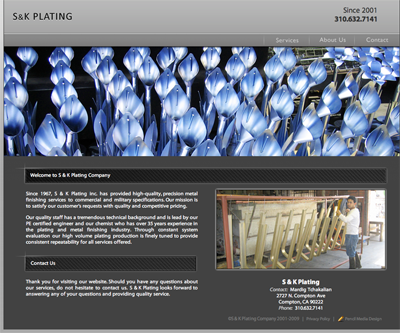 S&K PLATING
Since 2001
310.632.7141
Services
About Us
Contact
Welcome to S & K Plating Company
Since 1967, S & K Plating inc. has provided high-quality, precision metal
finishing services to commercial and military specifications. Our mission is
to satisfy our customer's requests with quality and competitive pricing.
Our quality staff has a tremendous technical background and is lead by our
PE certified engineer and our chemist who has over 35 years experience in
the plating and metal finishing industry. Through constant system
evaluation our high volume plating production is finely tuned to provide
consistent repeatability for all services offered.
Contact Us
Thank you for visiting our website. Should you have any questions about
our services, do not hesitate to contact us. S & K Plating looks forward to
answering any of your questions and providing quality service.
S & K Plating
Contact: Mardig Tchakalian
2727 N. Compton Ave
Compton, CA 90222
Phone: 310.632.7141
S & K Plating Company 2001-2009 | Privacy Policy | Media Design